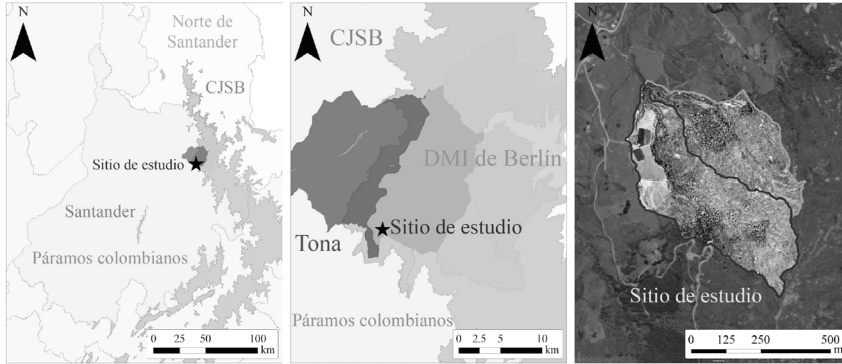 N
Norte de
Santander
CJSB
Sitio de estudio
Santander
Páramos colombianos
0 25 50 100
km
N
CJSB
DMI de Berlín
Sitio de estudio
Tona
Páramos colombianos
0 2.5 5 10
km
N
Sitio de estudio
0 125 250 500
m